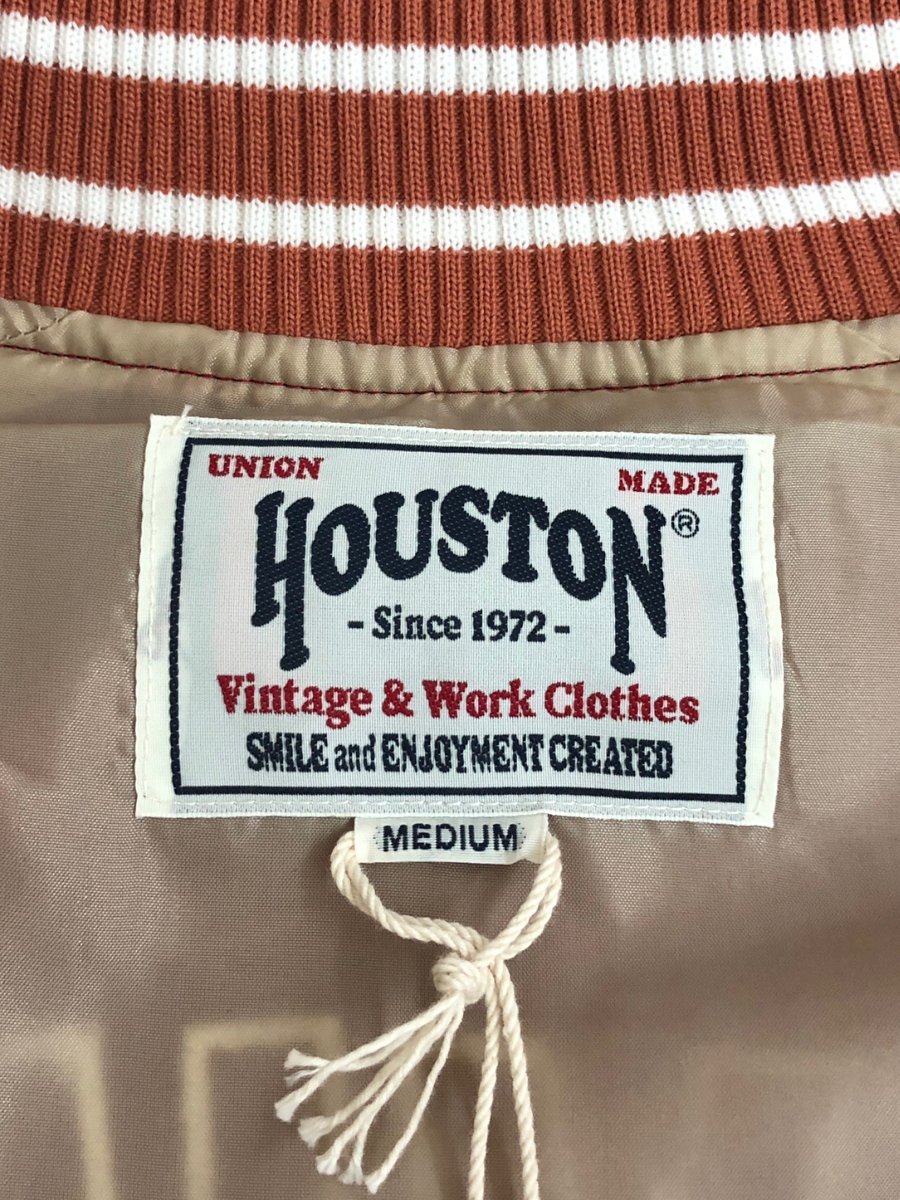 UNION MADE
HOUSTON®
- Since 1972 -
Vintage & Work Clothes
SMILE and ENJOYMENT CREATED
MEDIUM